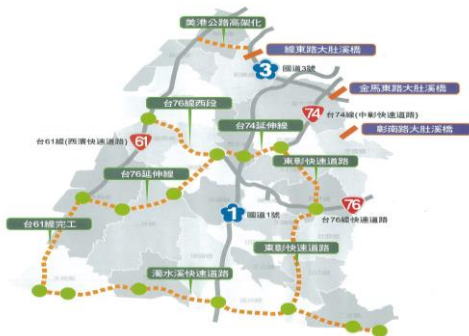 美港公路高架化
線東路大肚溪橋
3
國道3號
金馬東路大肚溪橋
台76線西段
台74延伸線
74
台74線(中彰快速道路)
61
台61線(西濱快速道路)
彰南路大肚溪橋
台76延伸線
東彰快速道路
76
台76線快速道路
1
國道1號
台61線完工
東彰快速道路
濁水溪快速道路